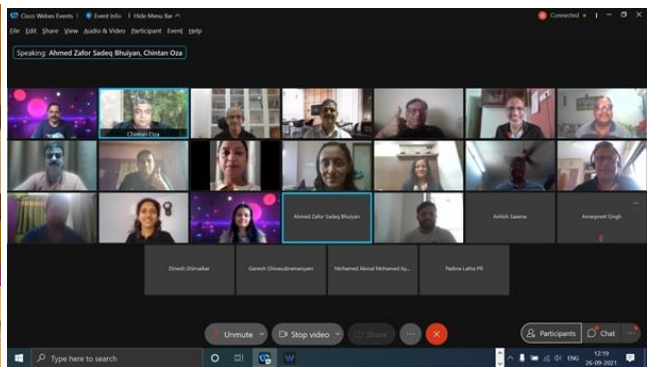 Cisco Webex Events Event Info Hide Menu Bar Connected
File Edit Share View Audio & Video Participant Event Help
Speaking: Ahmed Zafor Sadeq Bhuiyan, Chintan Oza
Chintan Oza
Ahmed Zafor Sadeq Bhuiyan Ashish Saxena Amarpreet Singh
Dinesh Shirvalkar Ganesh Shivasubramanyam Mohamed Akmal Mohamed Ay... Padma Latha PR
Unmute Stop video Share Participants Chat
Type here to search ENG 12:19
26-09-2021